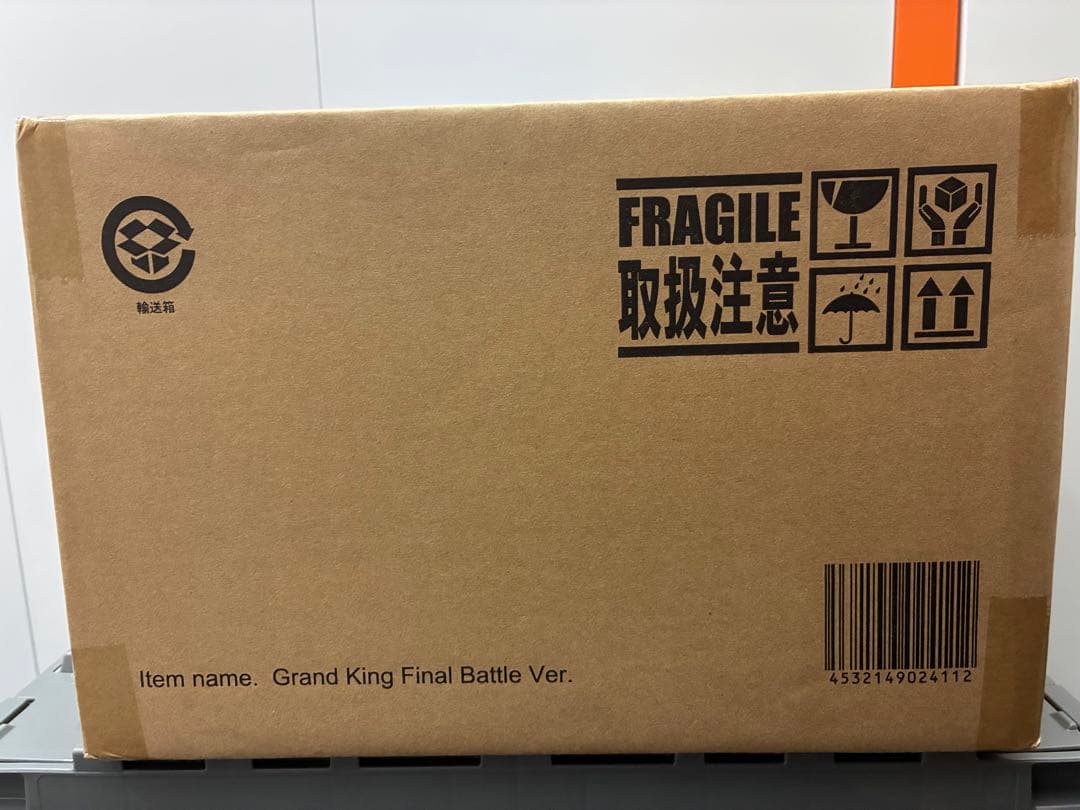 輸送箱
FRAGILE
取扱注意
Item name. Grand King Final Battle Ver.
4532149024112